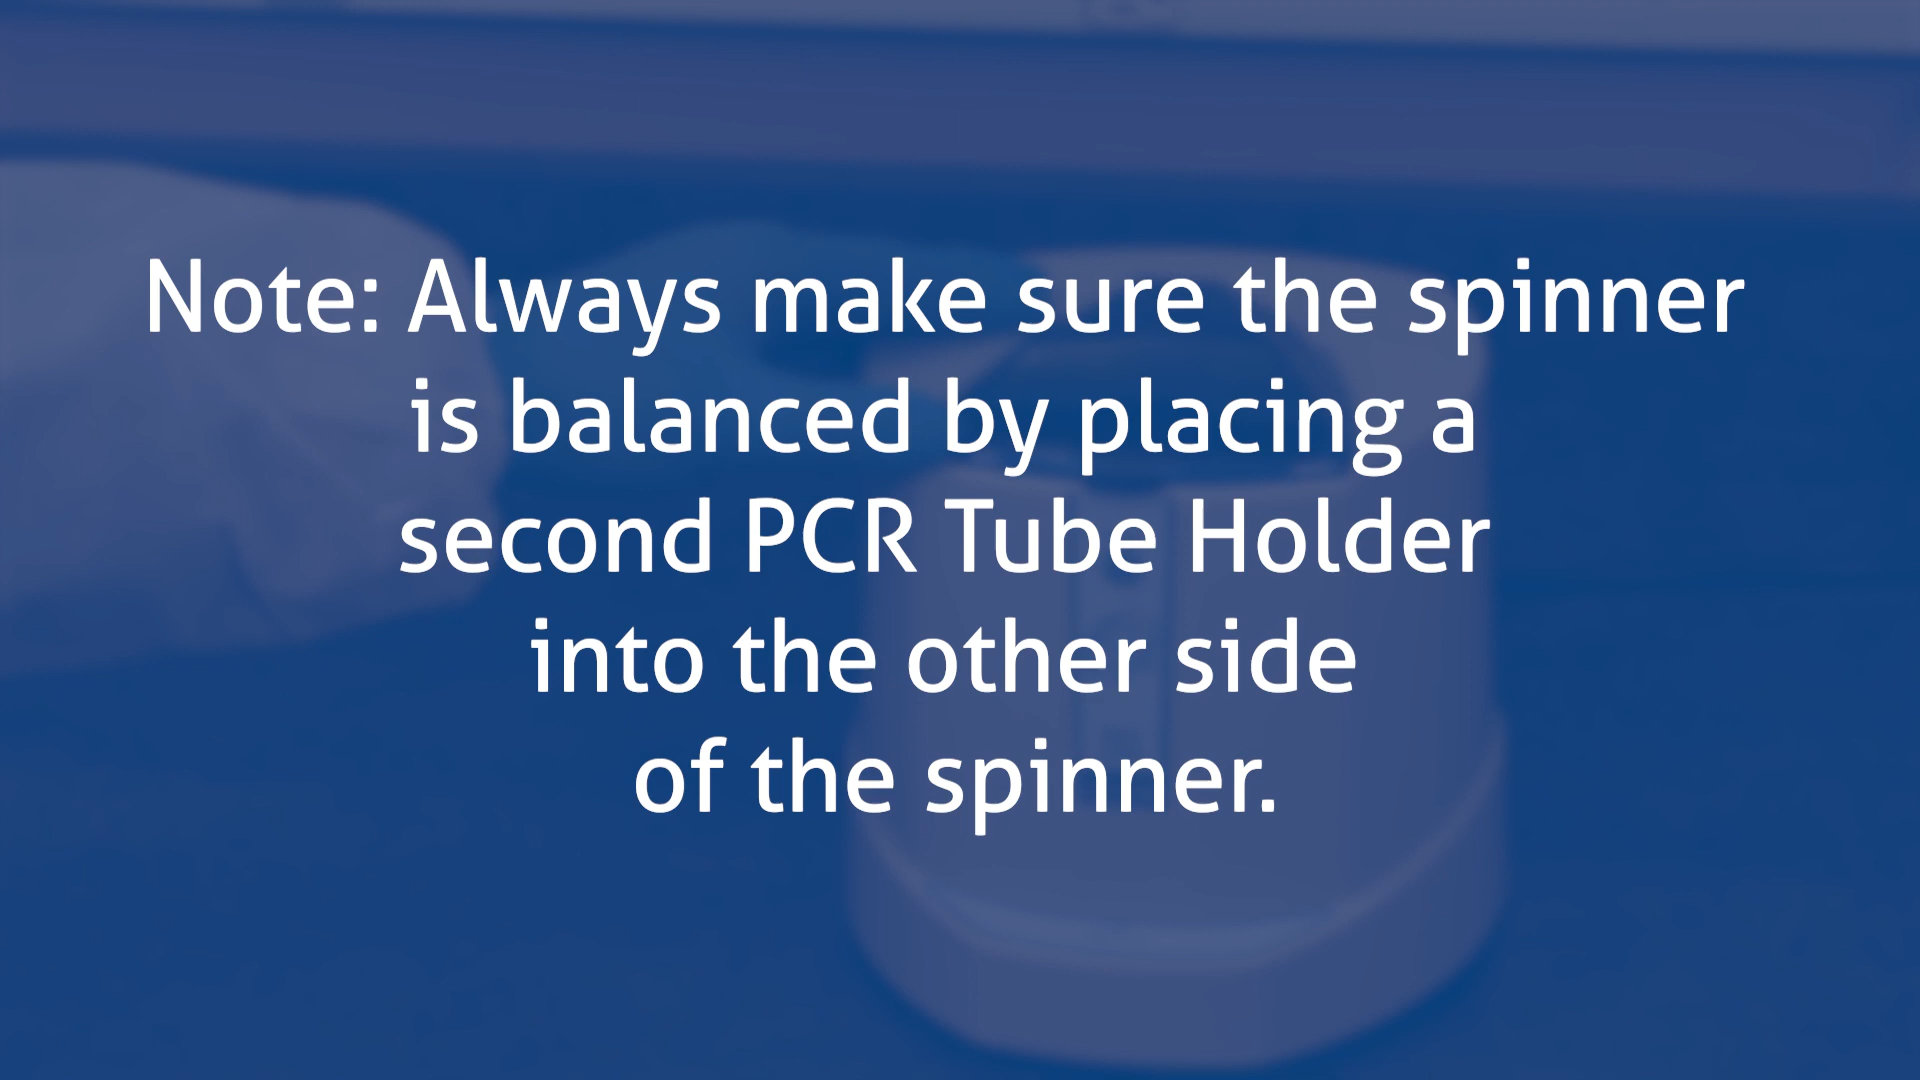 Note: Always make sure the spinner
is balanced by placing a
second PCR Tube Holder
into the other side
of the spinner.